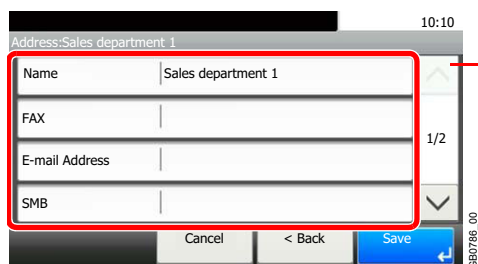 10:10
Address:Sales department 1
Name Sales department 1
FAX
1/2
E-mail Address
SMB
Cancel < Back Save
GB0786_00